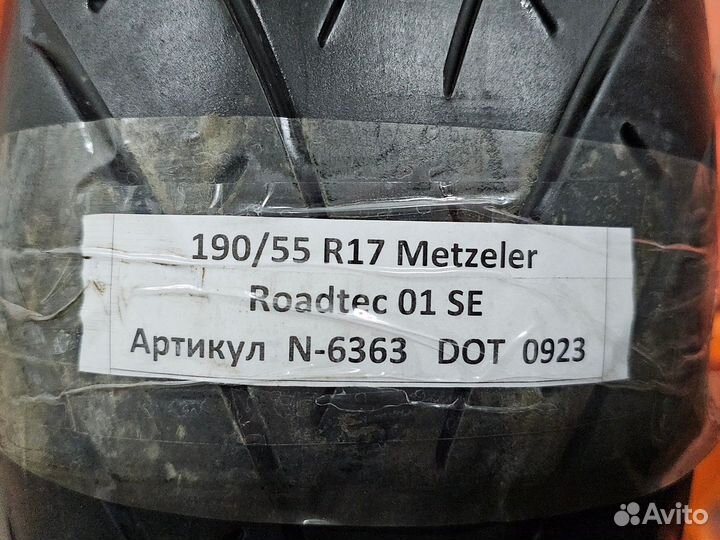 190/55 R17 Metzeler
Roadtec 01 SE
Артикул N-6363 DOT 0923
Avito